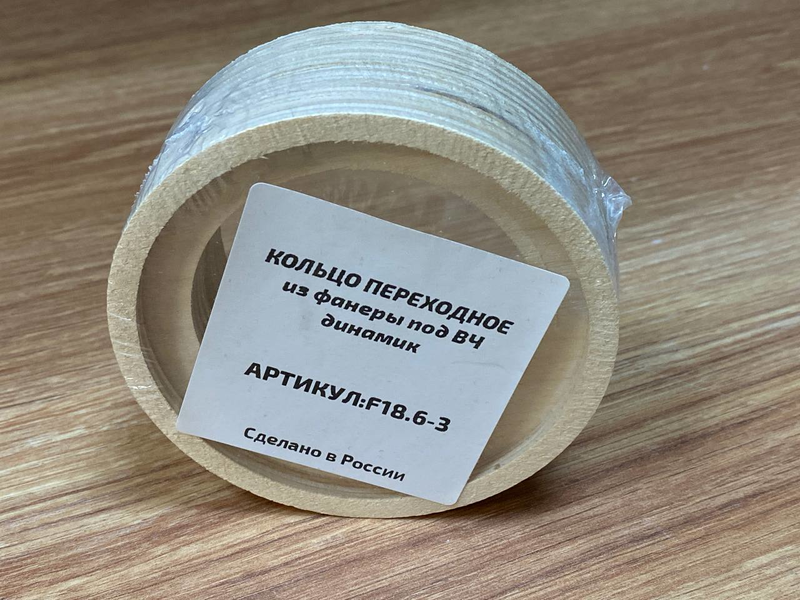 КОЛЬЦО ПЕРЕХОДНОЕ
из фанеры под ВЧ
динамик
АРТИКУЛ:F18.6-3
Сделано в России